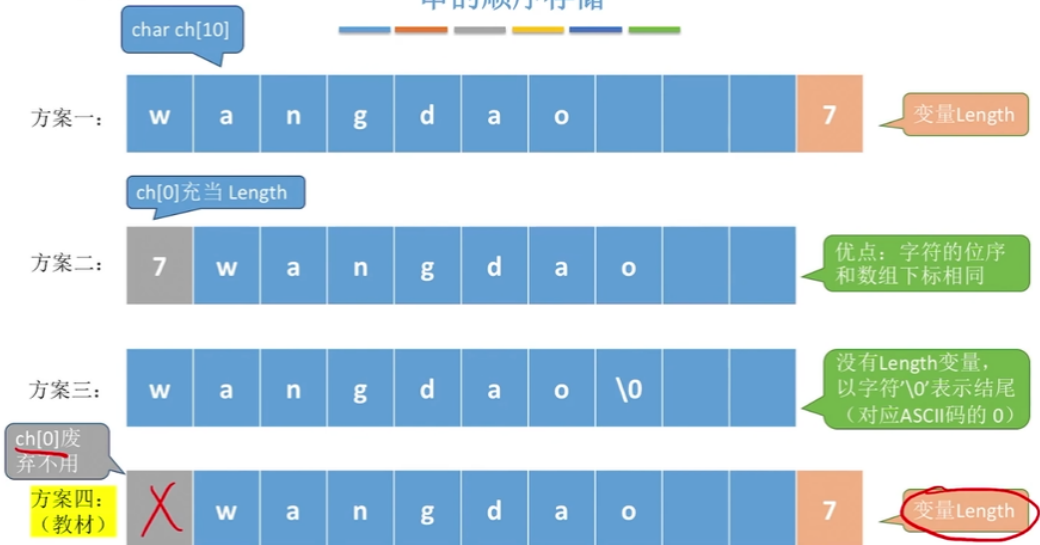 串的顺序存储
char ch[10]
方案一： w a n g d a o 7 变量Length
ch[0]充当 Length
方案二： 7 w a n g d a o
优点：字符的位序
和数组下标相同
方案三： w a n g d a o \0
没有Length变量，
以字符'\0'表示结尾
（对应ASCII码的 0）
ch[0]废
弃不用
方案四：
（教材）
X w a n g d a o 7 变量Length